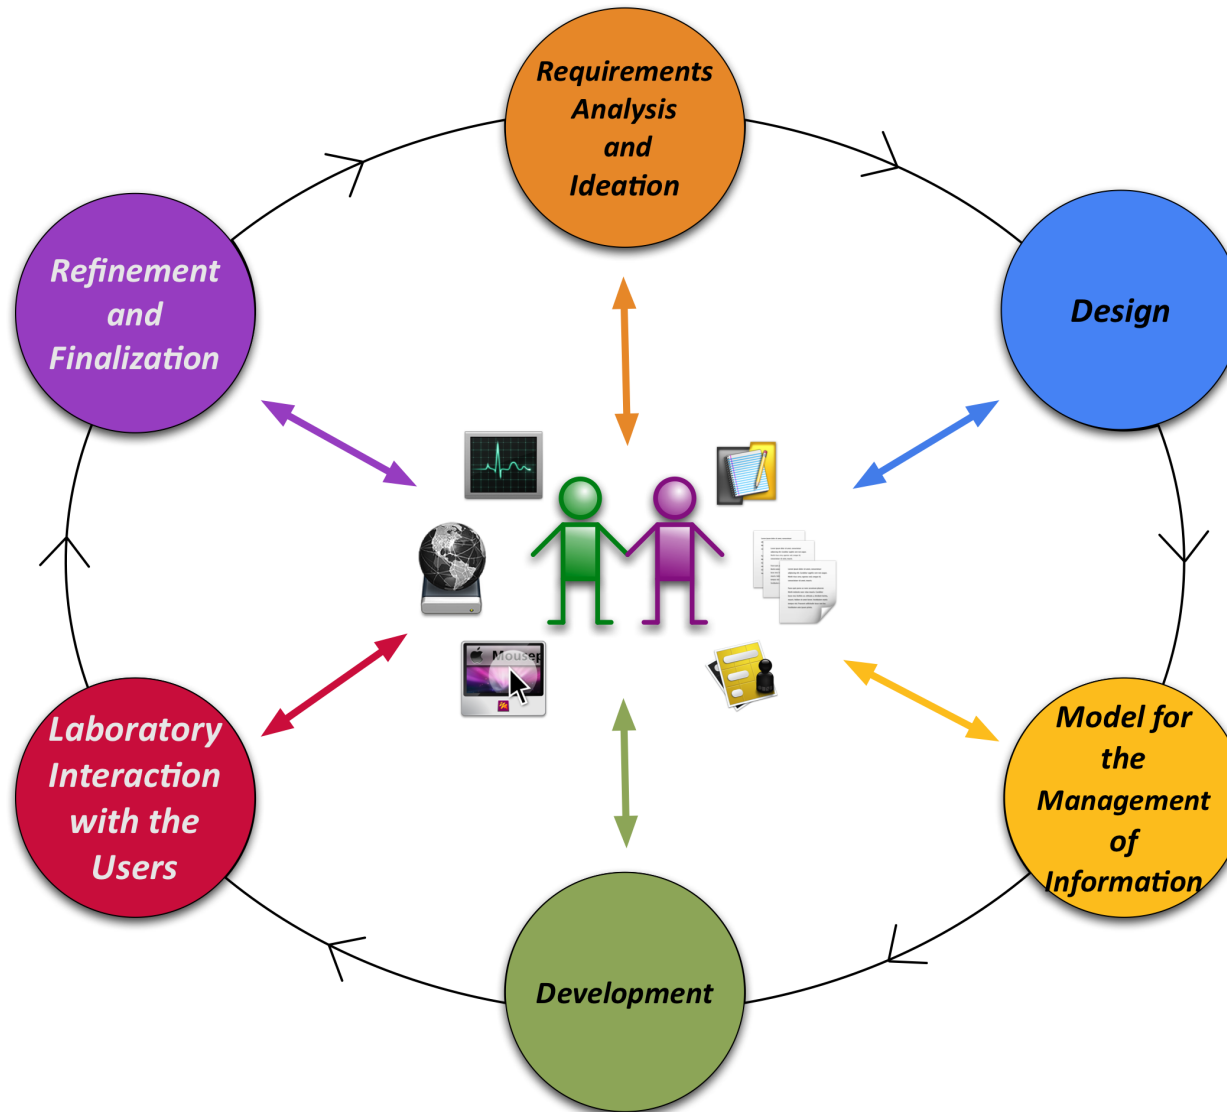 Requirements
Analysis
and
Ideation
Design
Model for
the
Management
of
Information
Development
Laboratory
Interaction
with the
Users
Refinement
and
Finalization